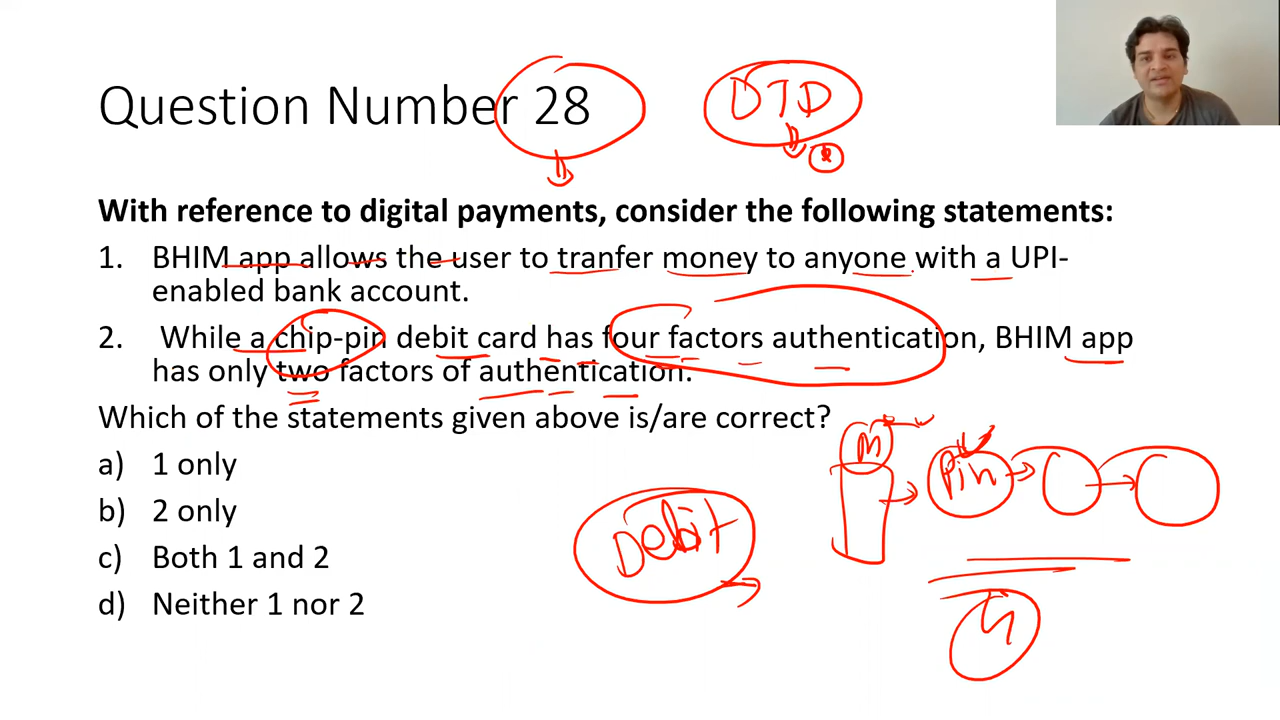 Question Number 28
DTD
With reference to digital payments, consider the following statements:
1. BHIM app allows the user to tranfer money to anyone with a UPI-
enabled bank account.
2. While a chip-pin debit card has four factors authentication, BHIM app
has only two factors of authentication.
Which of the statements given above is/are correct?
a) 1 only
b) 2 only
c) Both 1 and 2
d) Neither 1 nor 2
M
Pin
Debit